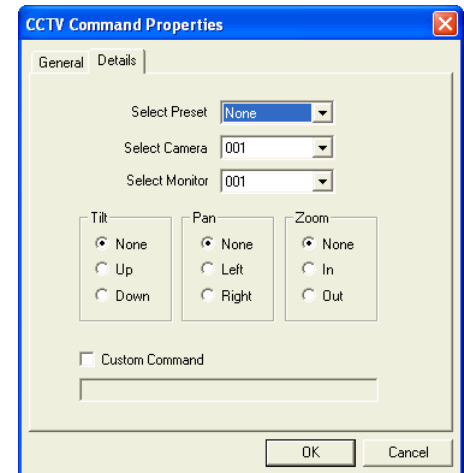 CCTV Command Properties
General Details
Select Preset None
Select Camera 001
Select Monitor 001
Tilt Pan Zoom
None None None
Up Left In
Down Right Out
Custom Command
OK Cancel